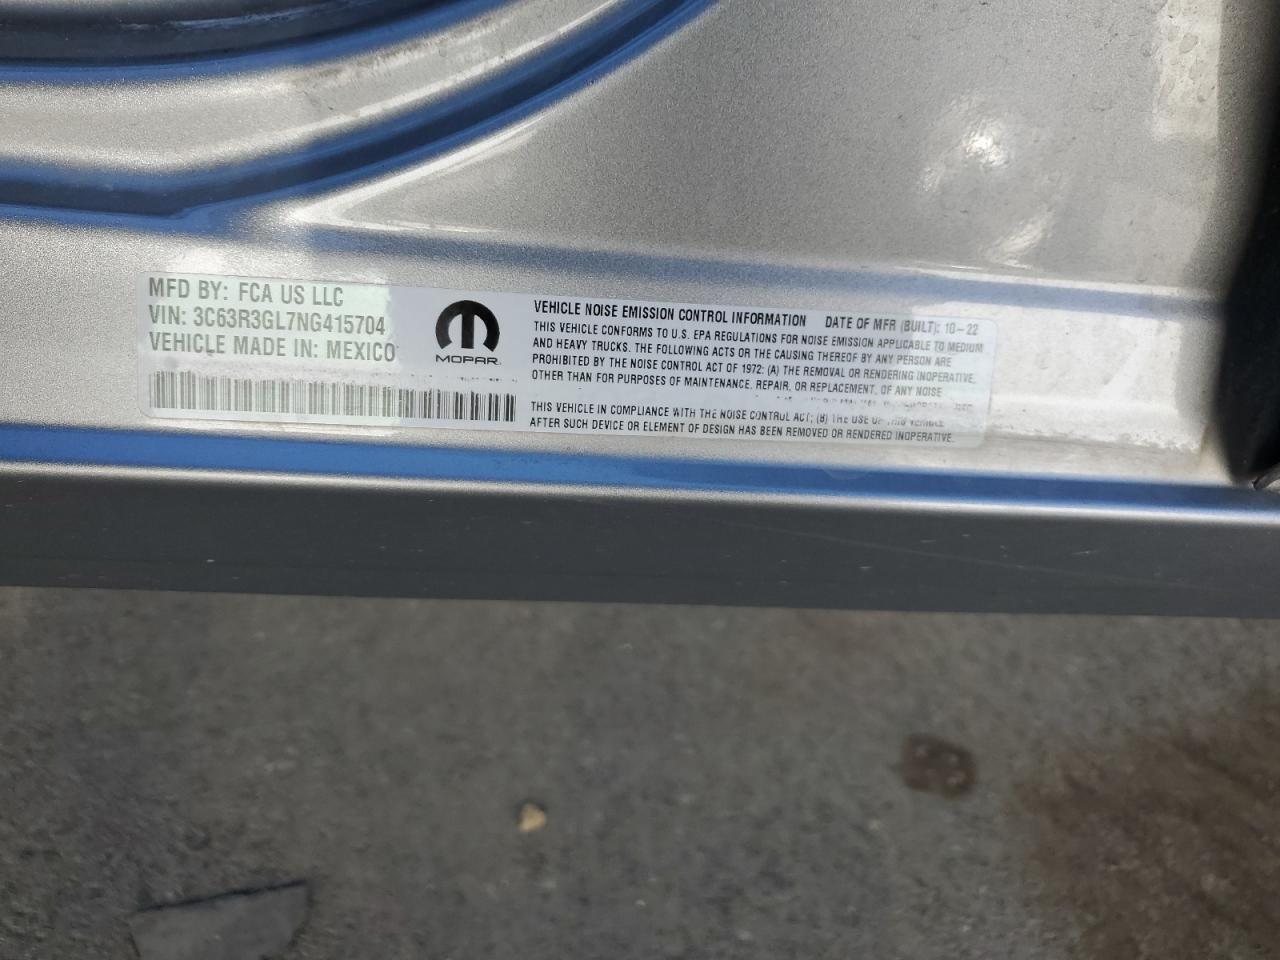 MFD BY: FCA US LLC
VIN: 3C63R3GL7NG415704
VEHICLE MADE IN: MEXICO
MOPAR
VEHICLE NOISE EMISSION CONTROL INFORMATION DATE OF MFR (BUILT): 10-22
THIS VEHICLE CONFORMS TO U.S. EPA REGULATIONS FOR NOISE EMISSION APPLICABLE TO MEDIUM
AND HEAVY TRUCKS. THE FOLLOWING ACTS OR THE CAUSING THEREOF BY ANY PERSON ARE
PROHIBITED BY THE NOISE CONTROL ACT OF 1972: (A) THE REMOVAL OR RENDERING INOPERATIVE,
OTHER THAN FOR PURPOSES OF MAINTENANCE, REPAIR, OR REPLACEMENT, OF ANY NOISE
THIS VEHICLE IN COMPLIANCE WITH THE NOISE CONTROL ACT; (B) THE USE OF THIS VEHICLE
AFTER SUCH DEVICE OR ELEMENT OF DESIGN HAS BEEN REMOVED OR RENDERED INOPERATIVE.